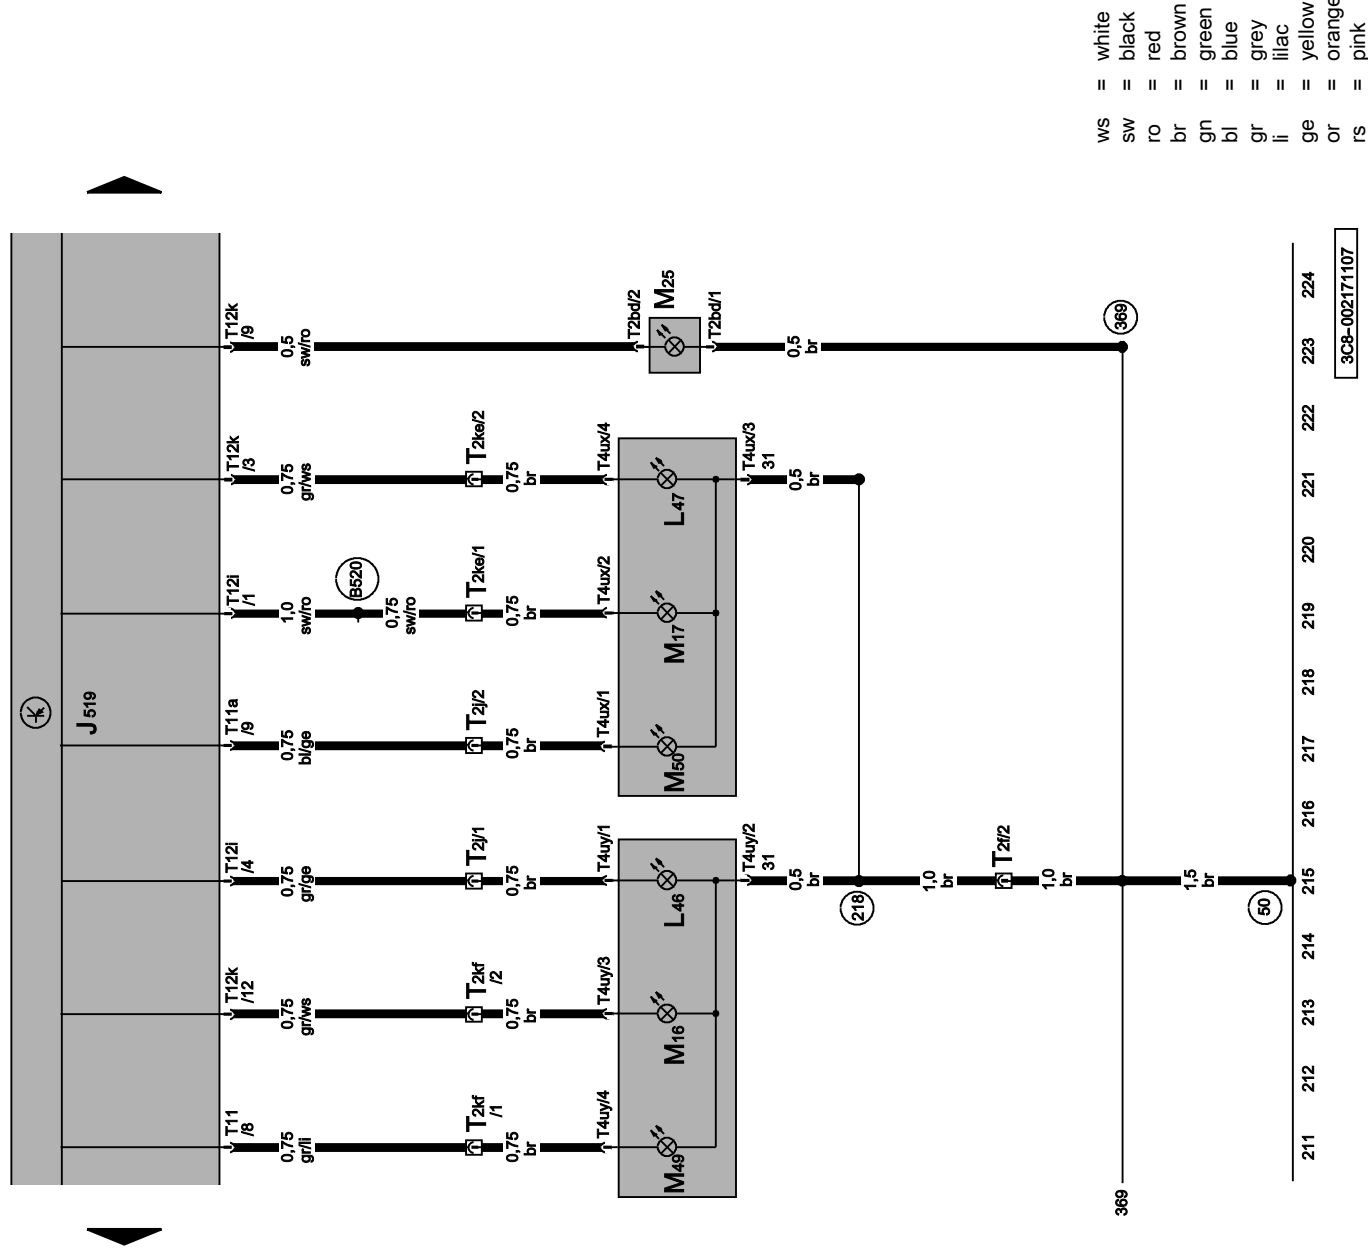 ws = white
sw = black
ro = red
br = brown
gn = green
bl = blue
gr = grey
li = lilac
ge = yellow
or = orange
rs = pink
J 519
T11
/8
0,75
gr/li
T2kf
/1
0,75
br
T4uy/4
M49
T12k
/12
0,75
gr/ws
T2kf
/2
0,75
br
T4uy/3
M16
T12i
/4
0,75
gr/ge
T2j/1
0,75
br
T4uy/1
L46
T4uy/2
31
0,5
br
218
1,0
br
T2f/2
1,0
br
1,5
br
50
T11a
/9
0,75
bl/ge
T2j/2
0,75
br
T4ux/1
M50
T12i
/1
1,0
sw/ro
B520
0,75
sw/ro
T2ke/1
0,75
br
T4ux/2
M17
T12k
/3
0,75
gr/ws
T2ke/2
0,75
br
T4ux/4
L47
T4ux/3
31
0,5
br
T12k
/9
0,5
sw/ro
T2bd/2
M25
T2bd/1
0,5
br
369
369
211 212 213 214 215 216 217 218 219 220 221 222 223 224
3C8-002171107